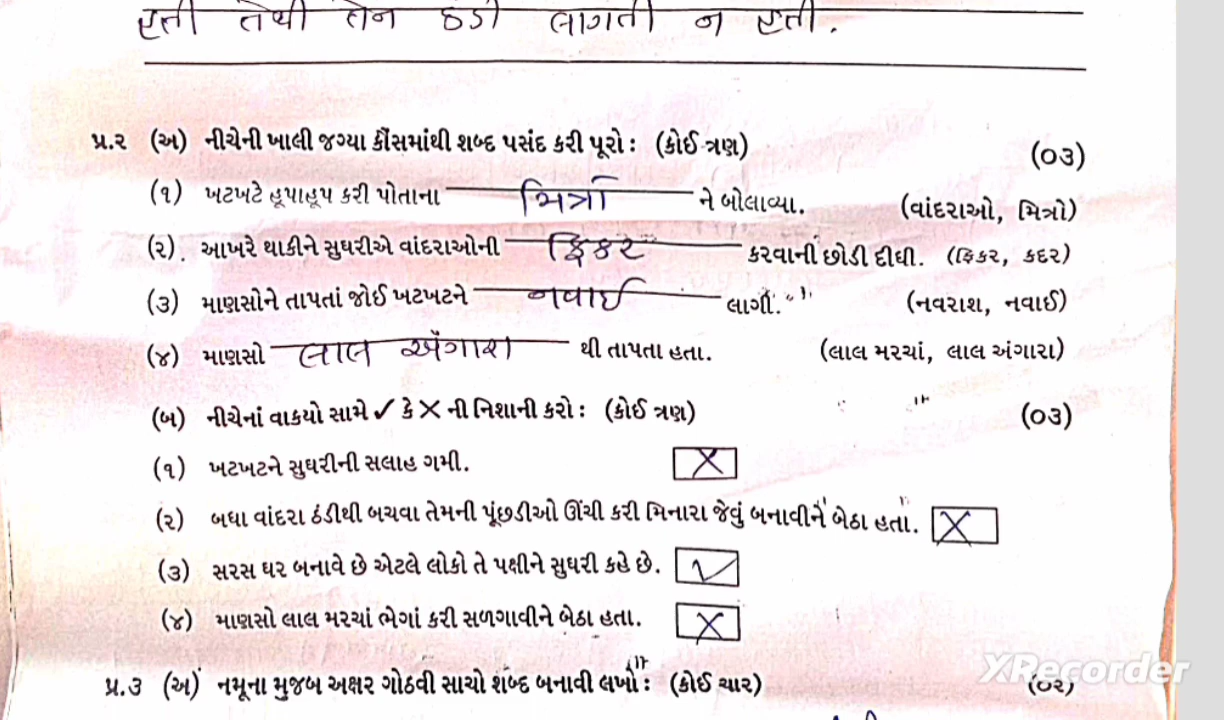 હતી તેથી તેને ઠંડી લાગતી ન હતી.
પ્ર.૨ (અ) નીચેની ખાલી જગ્યા કૌંસમાંથી શબ્દ પસંદ કરી પૂરો : (કોઈ ત્રણ) (૦૩)
(૧) ખટખટે હૂપાહૂપ કરી પોતાના મિત્રો ને બોલાવ્યા. (વાંદરાઓ, મિત્રો)
(૨). આખરે થાકીને સુઘરીએ વાંદરાઓની ફિકર કરવાની છોડી દીધી. (ફિકર, કદર)
(૩) માણસોને તાપતાં જોઈ ખટખટને નવાઈ લાગી. (નવરાશ, નવાઈ)
(૪) માણસો લાલ અંગારા થી તાપતા હતા. (લાલ મરચાં, લાલ અંગારા)
(બ) નીચેનાં વાકયો સામે ✓ કે X ની નિશાની કરો : (કોઈ ત્રણ) (૦૩)
(૧) ખટખટને સુઘરીની સલાહ ગમી. X
(૨) બધા વાંદરા ઠંડીથી બચવા તેમની પૂંછડીઓ ઊંચી કરી મિનારા જેવું બનાવીને બેઠા હતા. X
(૩) સરસ ઘર બનાવે છે એટલે લોકો તે પક્ષીને સુઘરી કહે છે. ✓
(૪) માણસો લાલ મરચાં ભેગાં કરી સળગાવીને બેઠા હતા. X
પ્ર.૩ (અ) નમૂના મુજબ અક્ષર ગોઠવી સાચો શબ્દ બનાવી લખો : (કોઈ ચાર) (૦૨)
XRecorder